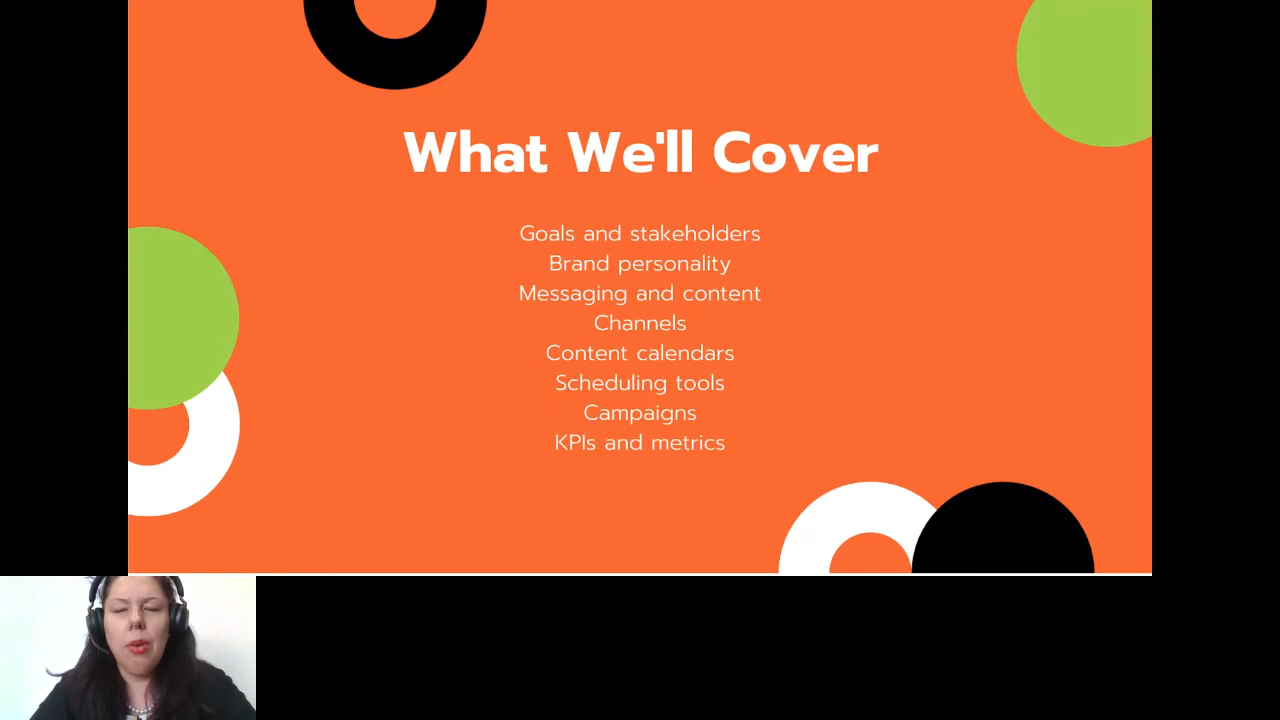 What We'll Cover
Goals and stakeholders
Brand personality
Messaging and content
Channels
Content calendars
Scheduling tools
Campaigns
KPIs and metrics